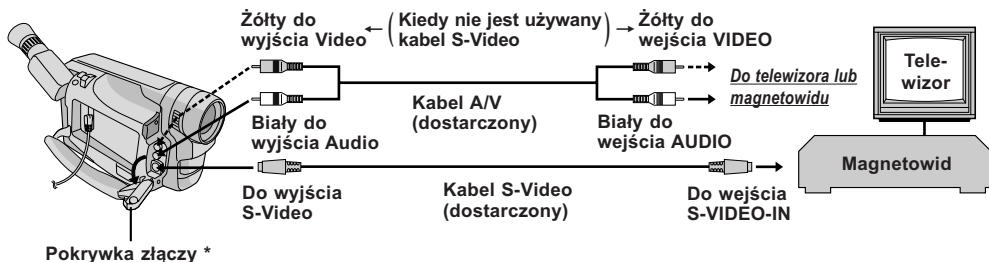 Żółty do
wyjścia Video
(Kiedy nie jest używany
kabel S-Video)
Żółty do
wejścia VIDEO
Tele-
wizor
Do telewizora lub
magnetowidu
Kabel A/V
(dostarczony)
Biały do
wyjścia Audio
Biały do
wejścia AUDIO
Magnetowid
Do wyjścia
S-Video
Kabel S-Video
(dostarczony)
Do wejścia
S-VIDEO-IN
Pokrywka złączy *